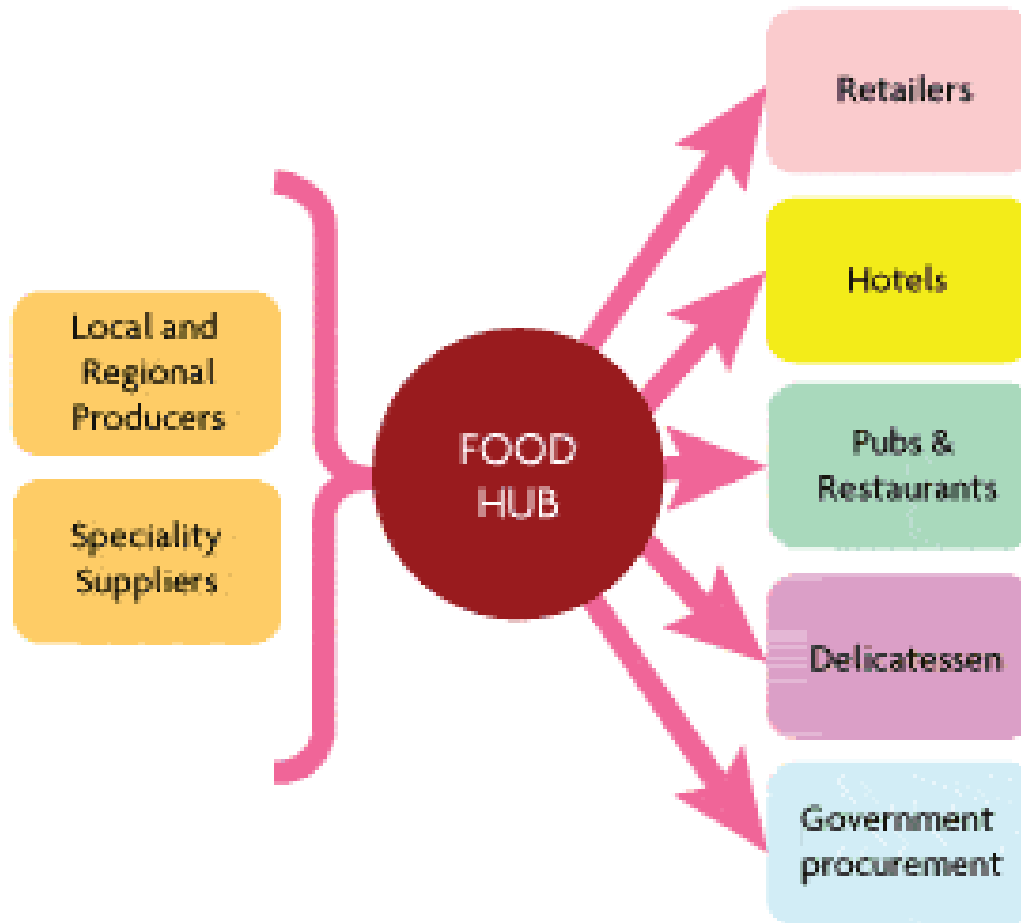 Local and
Regional
Producers
Speciality
Suppliers
FOOD
HUB
Retailers
Hotels
Pubs &
Restaurants
Delicatessen
Government
procurement